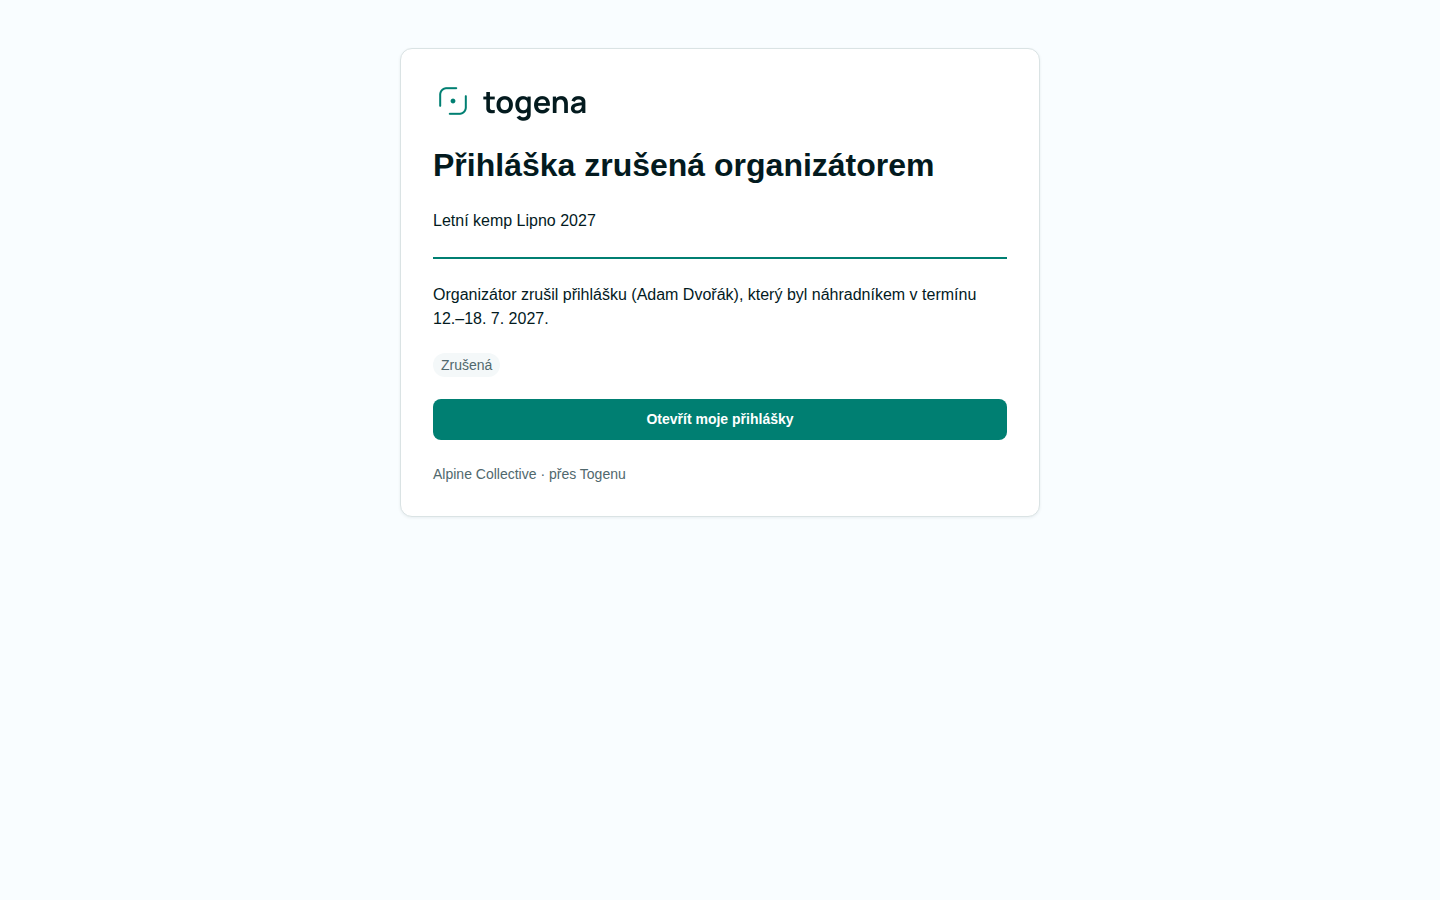 togena
Přihláška zrušená organizátorem
Letní kemp Lipno 2027
Organizátor zrušil přihlášku (Adam Dvořák), který byl náhradníkem v termínu
12.–18. 7. 2027.
Zrušená
Otevřít moje přihlášky
Alpine Collective · přes Togenu